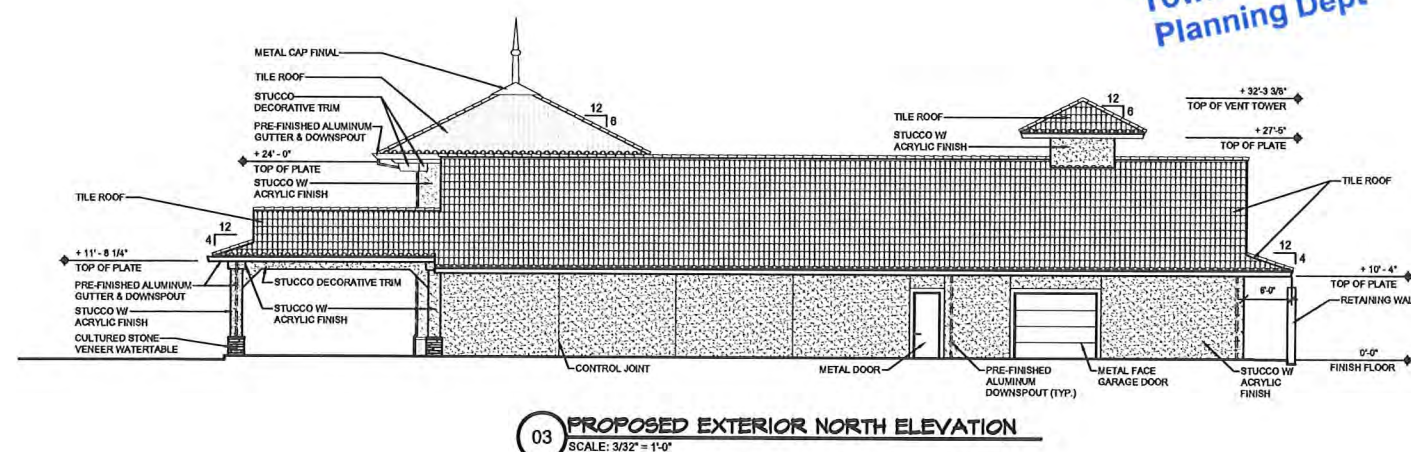 Planning Dept
METAL CAP FINIAL
TILE ROOF
STUCCO
DECORATIVE TRIM
PRE-FINISHED ALUMINUM
GUTTER & DOWNSPOUT
+ 24' - 0"
TOP OF PLATE
STUCCO W/
ACRYLIC FINISH
TILE ROOF
12
4
+ 11' - 8 1/4"
TOP OF PLATE
PRE-FINISHED ALUMINUM
GUTTER & DOWNSPOUT
STUCCO W/
ACRYLIC FINISH
CULTURED STONE
VENEER WATERTABLE
STUCCO DECORATIVE TRIM
STUCCO W/
ACRYLIC FINISH
12
6
TILE ROOF
STUCCO W/
ACRYLIC FINISH
12
6
+ 32'-3 3/8"
TOP OF VENT TOWER
+ 27'-5"
TOP OF PLATE
TILE ROOF
12
4
+ 10' - 4"
TOP OF PLATE
6'-0"
RETAINING WAL
0'-0"
FINISH FLOOR
CONTROL JOINT
METAL DOOR
PRE-FINISHED
ALUMINUM
DOWNSPOUT (TYP.)
METAL FACE
GARAGE DOOR
STUCCO W/
ACRYLIC
FINISH
03
PROPOSED EXTERIOR NORTH ELEVATION
SCALE: 3/32" = 1'-0"